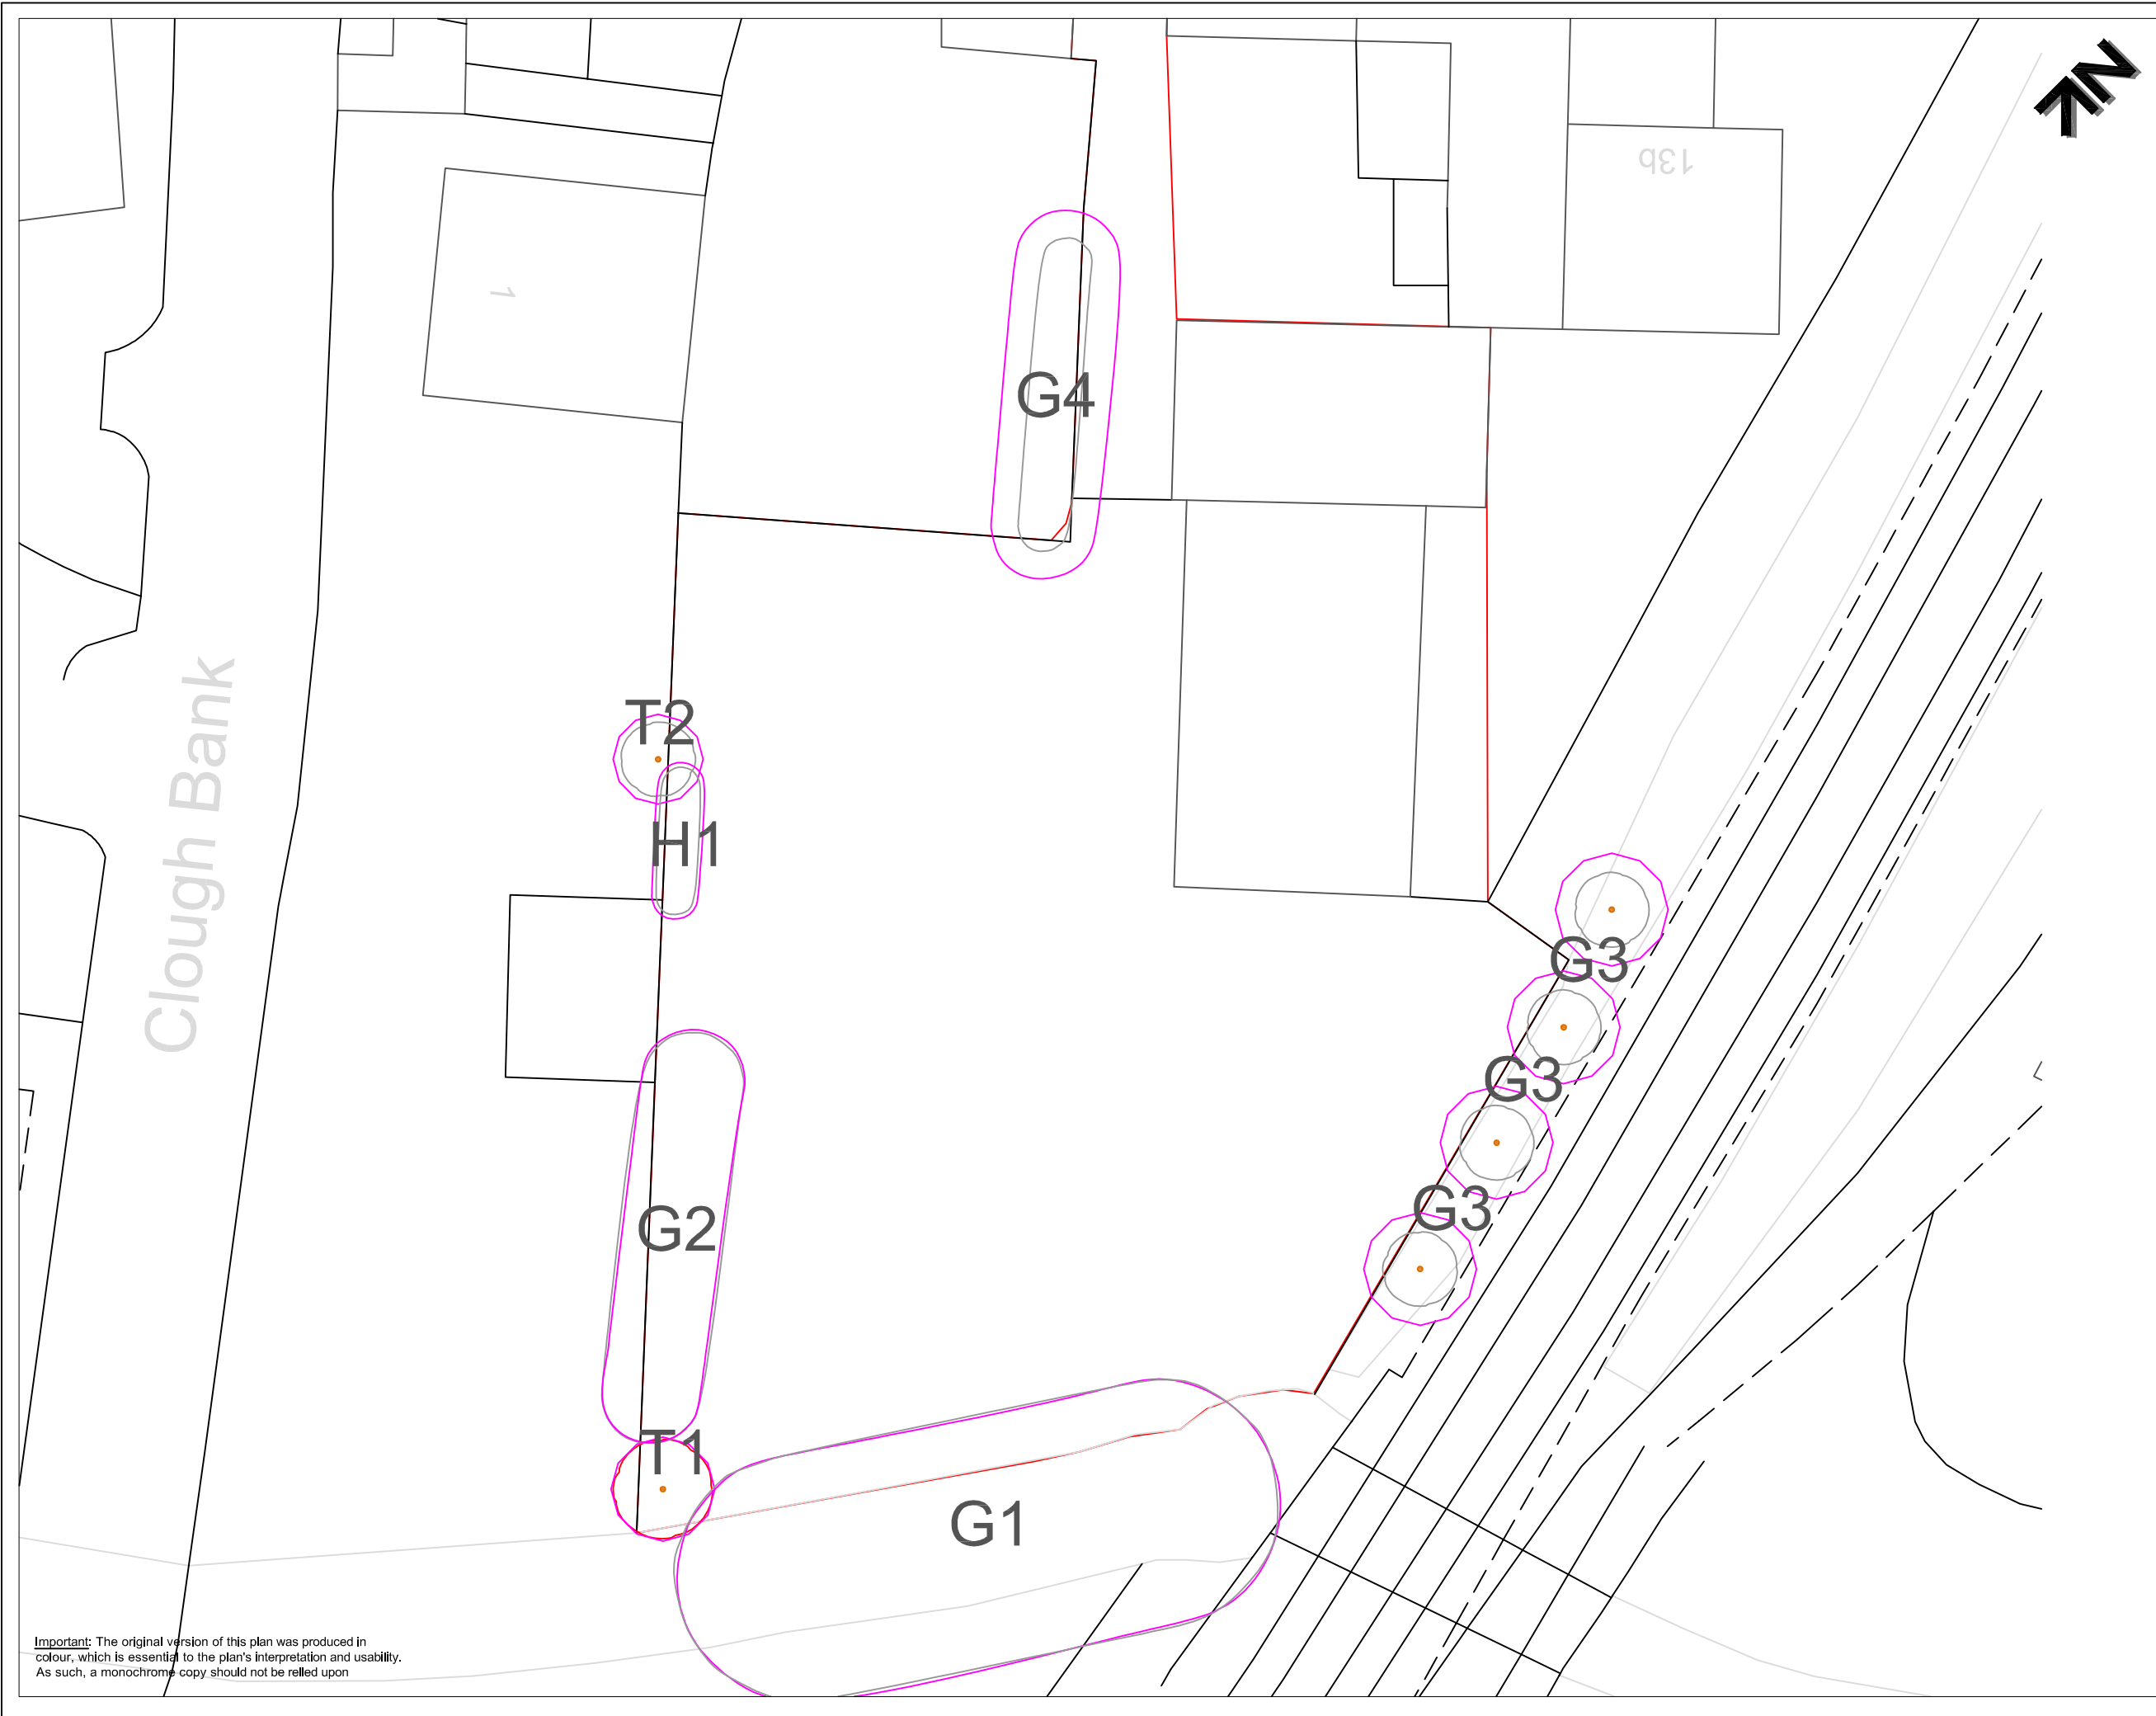 N
13b
1
G4
T2
H1
Clough Bank
G3
G3
G3
G2
T1
G1
Important: The original version of this plan was produced in
colour, which is essential to the plan's interpretation and usability.
As such, a monochrome copy should not be relied upon